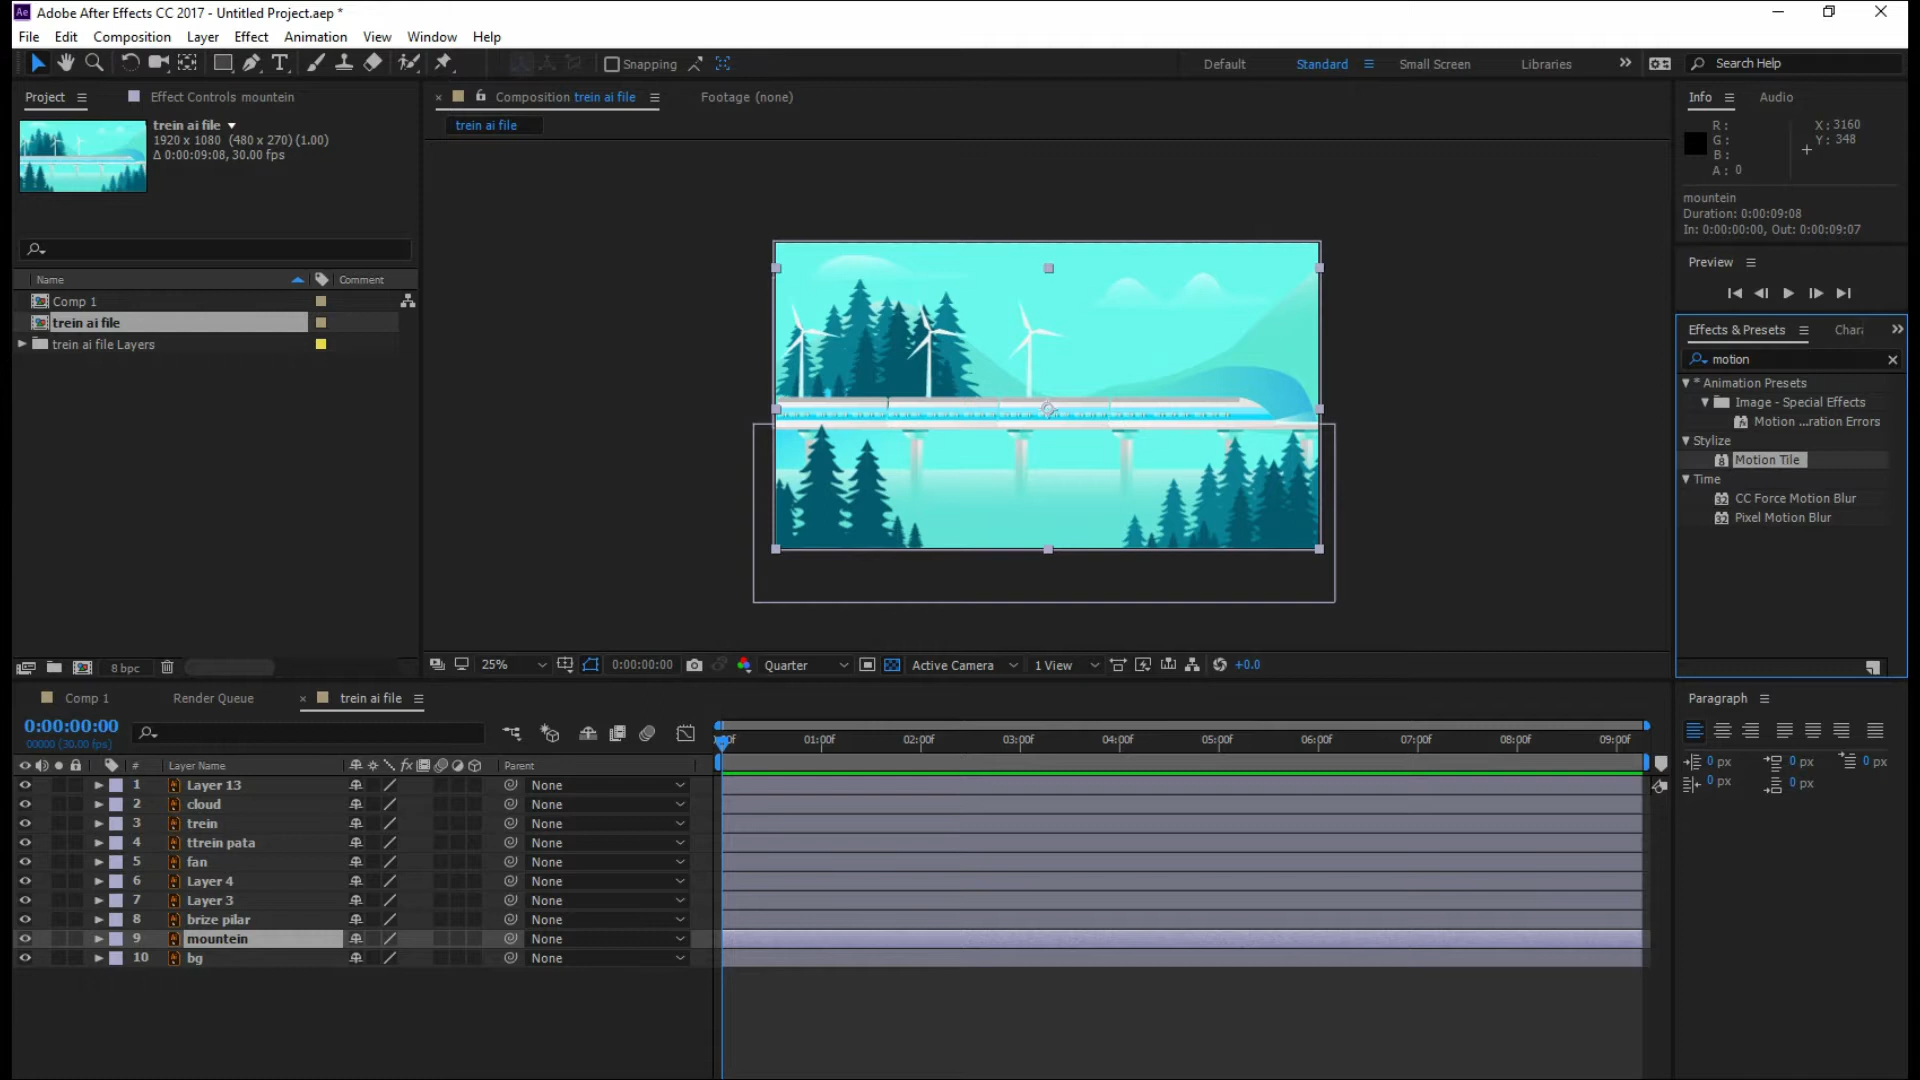 Ae Adobe After Effects CC 2017 - Untitled Project.aep *
File Edit Composition Layer Effect Animation View Window Help
Snapping Default Standard Small Screen Libraries Search Help
Project Effect Controls mountein
trein ai file
1920 x 1080 (480 x 270) (1.00)
Δ 0:00:09:08, 30.00 fps
Name Comment
Comp 1
trein ai file
trein ai file Layers
8 bpc
Composition trein ai file Footage (none)
trein ai file
25% 0:00:00:00 Quarter Active Camera 1 View +0.0
Info Audio
R: X: 3160
G: Y: 348
B:
A: 0
mountein
Duration: 0:00:09:08
In: 0:00:00:00, Out: 0:00:09:07
Preview
Effects & Presets Chara
motion
* Animation Presets
Image - Special Effects
Motion ...ration Errors
Stylize
Motion Tile
Time
CC Force Motion Blur
Pixel Motion Blur
Comp 1 Render Queue trein ai file
0:00:00:00
00000 (30.00 fps)
01:00f 02:00f 03:00f 04:00f 05:00f 06:00f 07:00f 08:00f 09:00f
# Layer Name fx Parent
1 Layer 13 None
2 cloud None
3 trein None
4 ttrein pata None
5 fan None
6 Layer 4 None
7 Layer 3 None
8 brize pilar None
9 mountein None
10 bg None
Paragraph
0 px 0 px 0 px
0 px 0 px